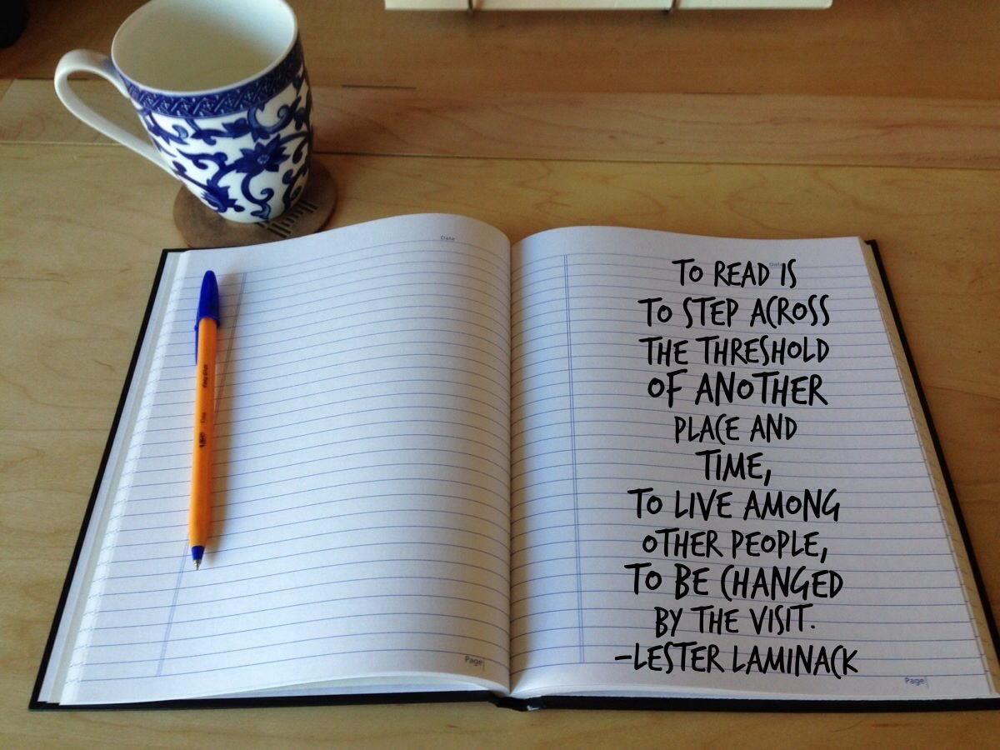 Date
Page
BIC
Date
TO READ IS
TO STEP ACROSS
THE THRESHOLD
OF ANOTHER
PLACE AND
TIME,
TO LIVE AMONG
OTHER PEOPLE,
TO BE CHANGED
BY THE VISIT.
-LESTER LAMINACK
Page